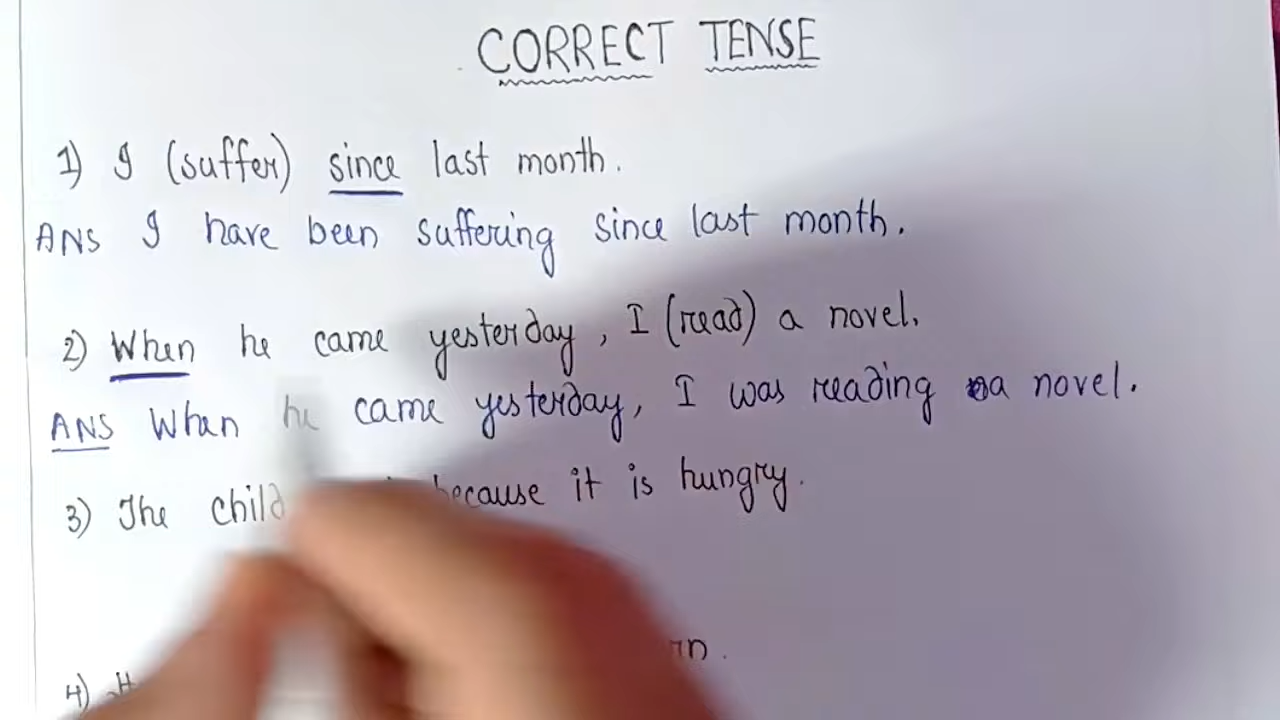 CORRECT TENSE
1) I (suffer) since last month.
ANS I have been suffering since last month.
2) When he came yesterday, I (read) a novel.
ANS When he came yesterday, I was reading a novel.
3) The child because it is hungry.
4)